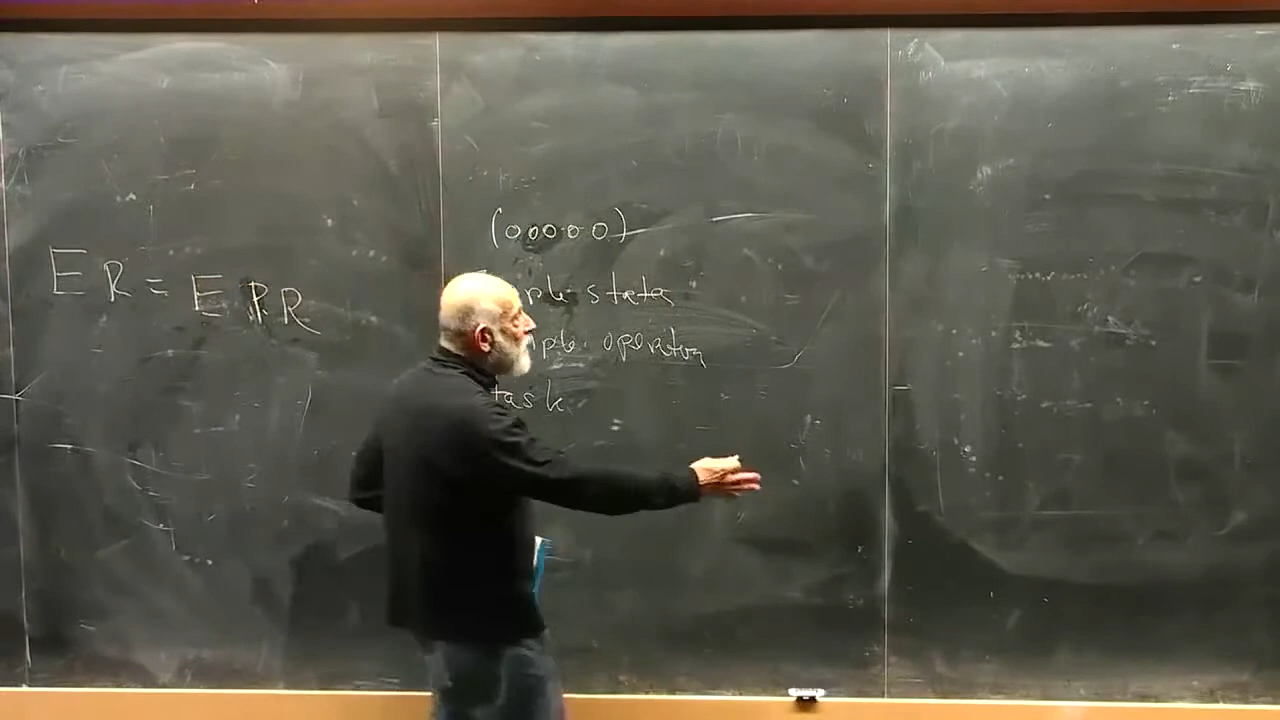 ER = EPR
(00000)
states
operator
task